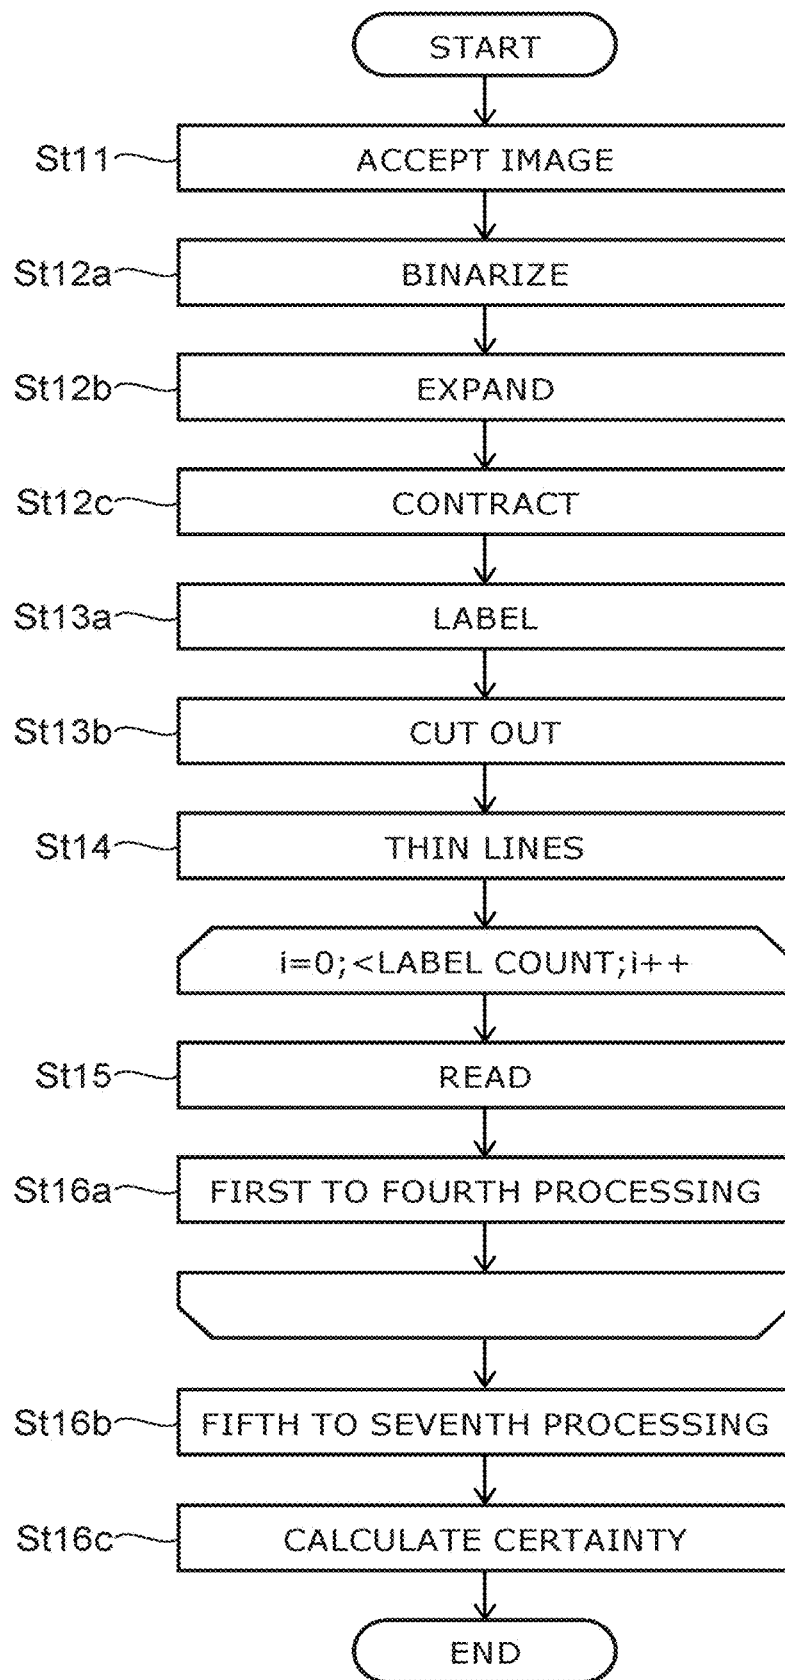 START
St11 ACCEPT IMAGE
St12a BINARIZE
St12b EXPAND
St12c CONTRACT
St13a LABEL
St13b CUT OUT
St14 THIN LINES
i=0;<LABEL COUNT;i++
St15 READ
St16a FIRST TO FOURTH PROCESSING
St16b FIFTH TO SEVENTH PROCESSING
St16c CALCULATE CERTAINTY
END